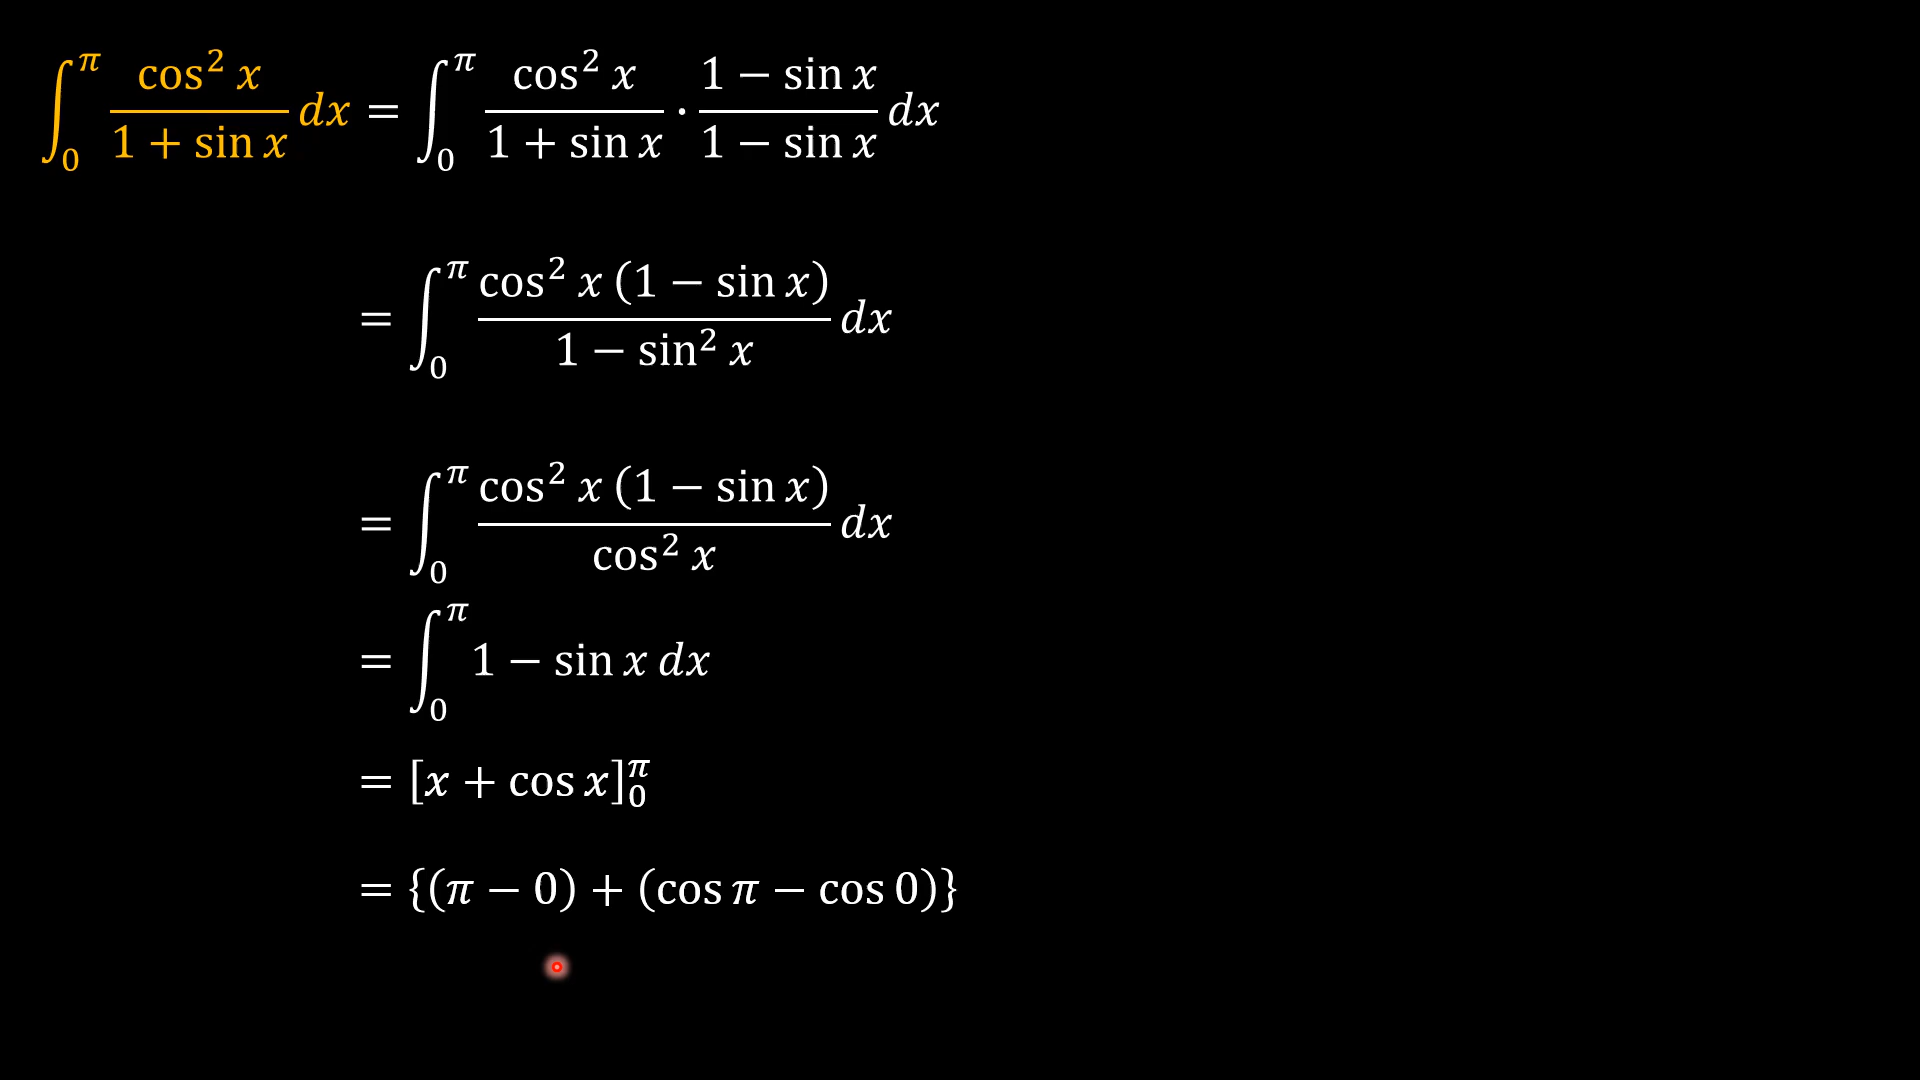 ∫₀^π cos² x / (1 + sin x) dx = ∫₀^π cos² x / (1 + sin x) · (1 − sin x) / (1 − sin x) dx
= ∫₀^π cos² x (1 − sin x) / (1 − sin² x) dx
= ∫₀^π cos² x (1 − sin x) / cos² x dx
= ∫₀^π 1 − sin x dx
= [x + cos x]₀^π
= {(π − 0) + (cos π − cos 0)}